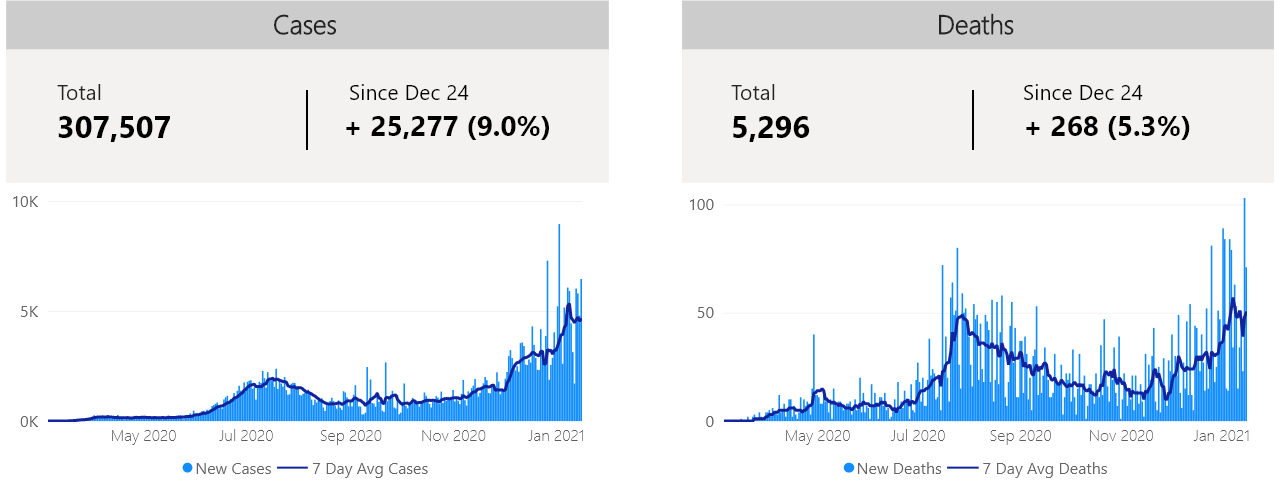 Cases
Total
307,507
Since Dec 24
+ 25,277 (9.0%)
10K
5K
0K
May 2020 Jul 2020 Sep 2020 Nov 2020 Jan 2021
New Cases 7 Day Avg Cases
Deaths
Total
5,296
Since Dec 24
+ 268 (5.3%)
100
50
0
May 2020 Jul 2020 Sep 2020 Nov 2020 Jan 2021
New Deaths 7 Day Avg Deaths